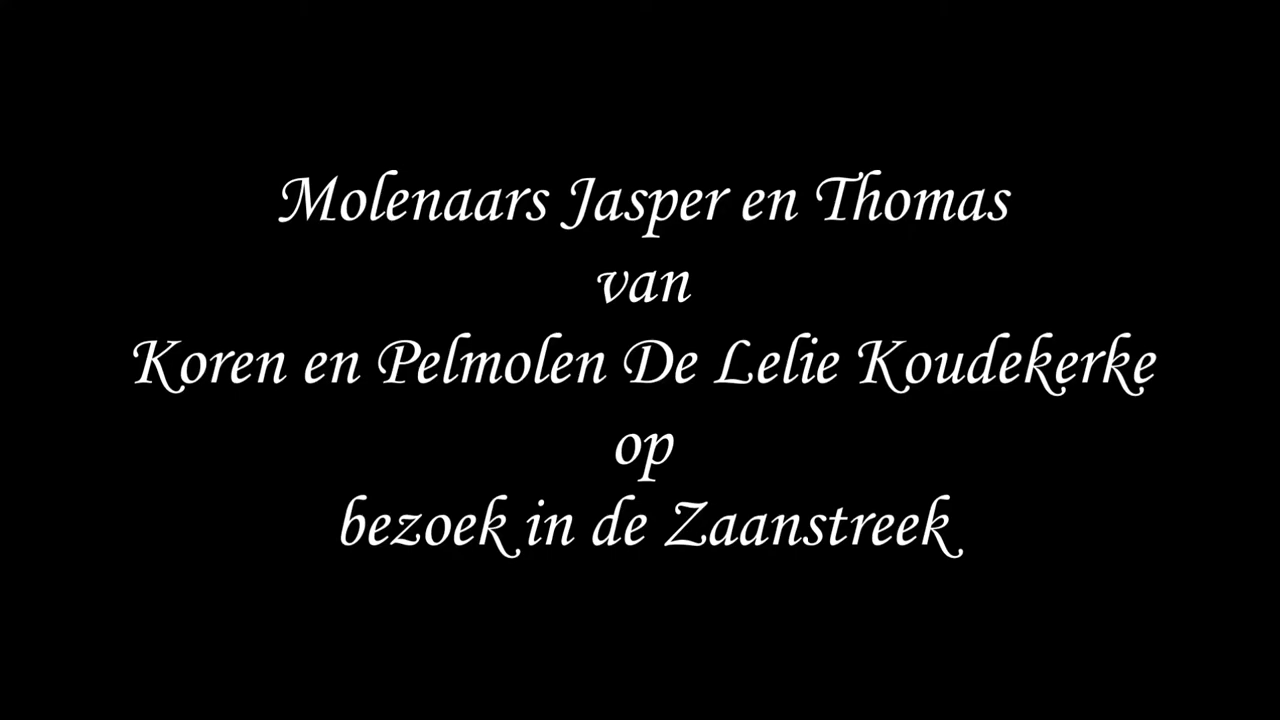 Molenaars Jasper en Thomas
van
Koren en Pelmolen De Lelie Koudekerke
op
bezoek in de Zaanstreek